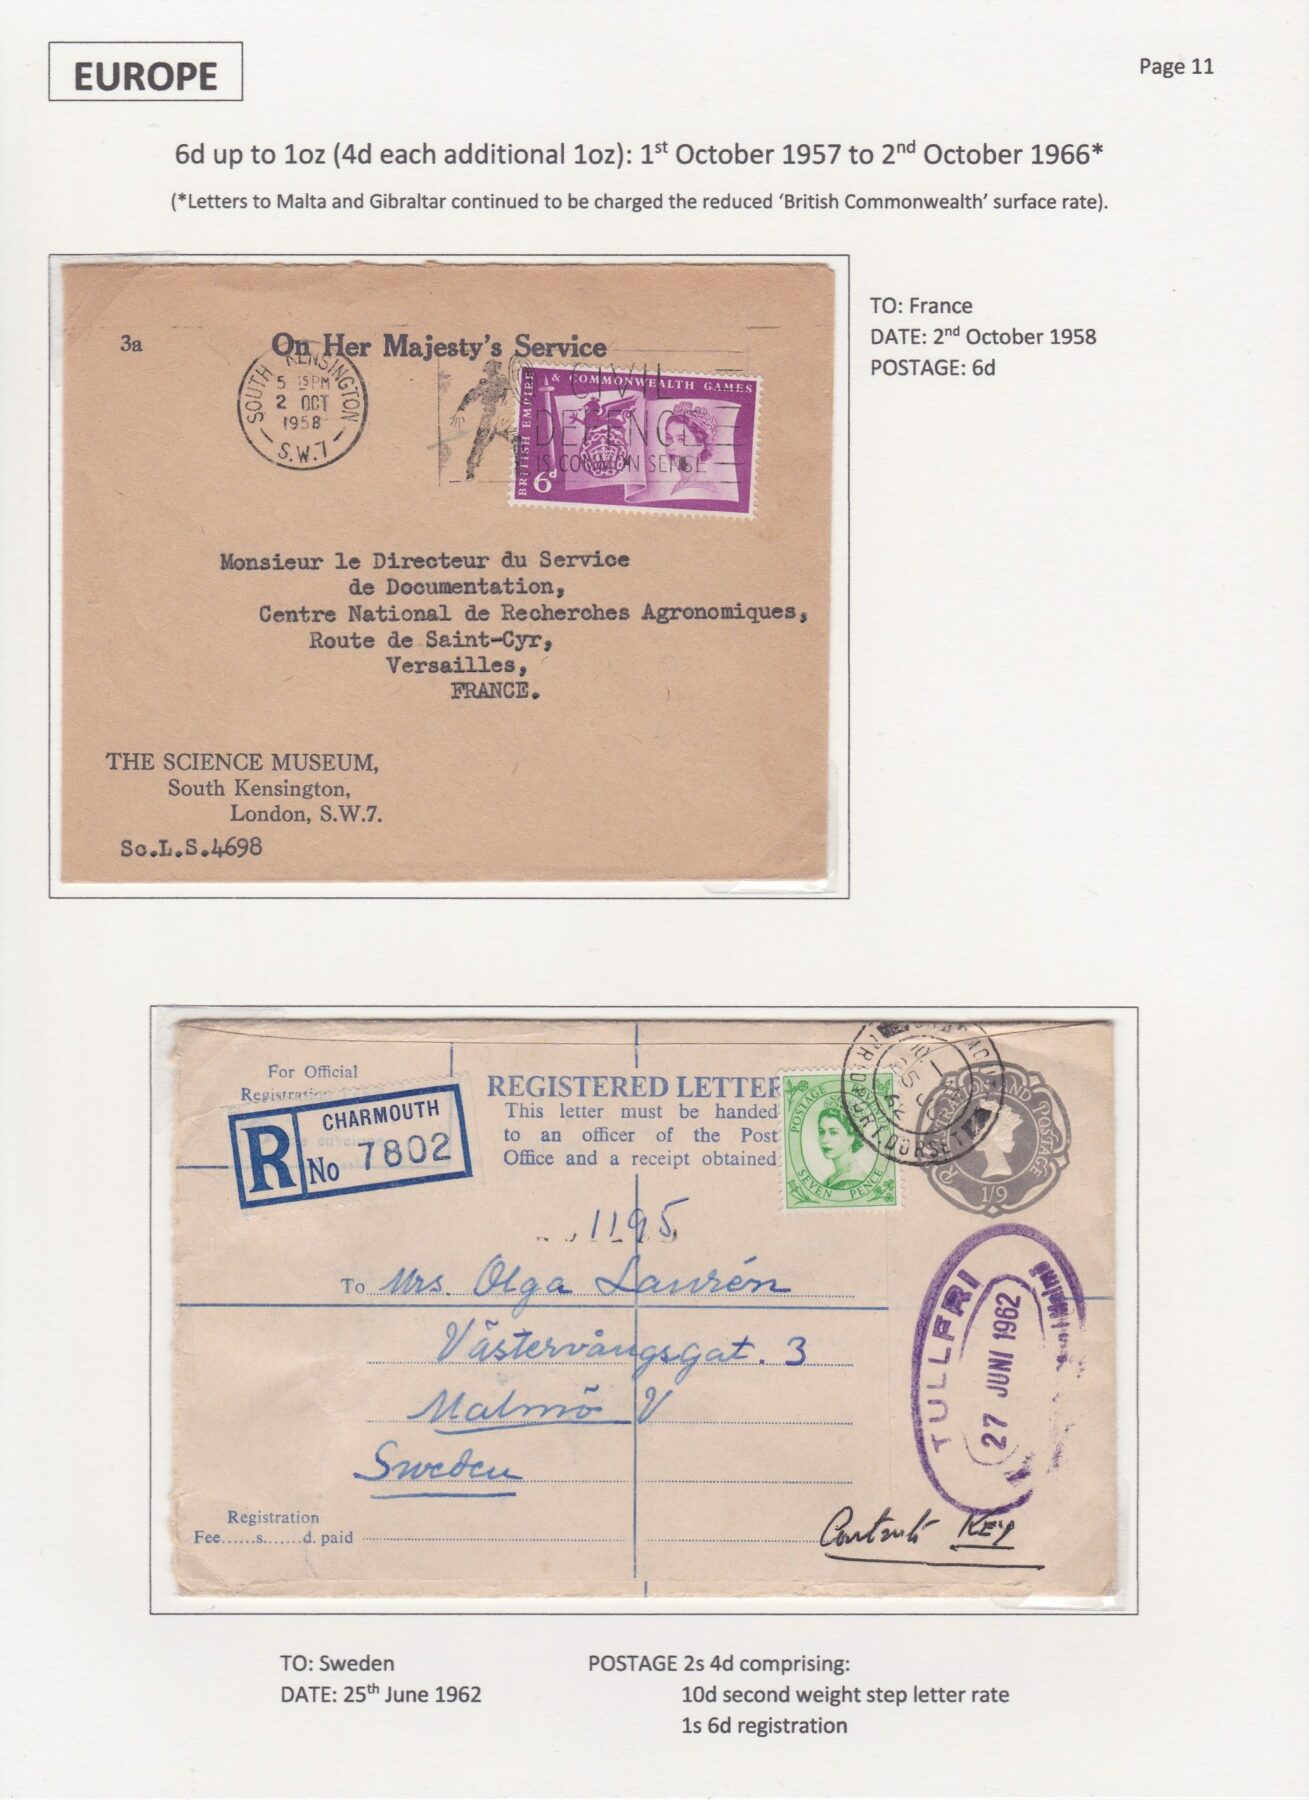 EUROPE
Page 11
6d up to 1oz (4d each additional 1oz): 1st October 1957 to 2nd October 1966*
(*Letters to Malta and Gibraltar continued to be charged the reduced ‘British Commonwealth’ surface rate).
3a
On Her Majesty's Service
SOUTH KENSINGTON
5 15PM
2 OCT
1958
S.W.7
CIVIL
DEFENCE
IS COMMON SENSE
BRITISH EMPIRE & COMMONWEALTH GAMES
6d
TO: France
DATE: 2nd October 1958
POSTAGE: 6d
Monsieur le Directeur du Service
de Documentation,
Centre National de Recherches Agronomiques,
Route de Saint-Cyr,
Versailles,
FRANCE.
THE SCIENCE MUSEUM,
South Kensington,
London, S.W.7.
Sc.L.S.4698
For Official
Registration
R
CHARMOUTH
No 7802
REGISTERED LETTER
This letter must be handed
to an officer of the Post
Office and a receipt obtained
POSTAGE REVENUE
SEVEN PENCE
BRIDPORT. DORSET
POSTAGE
1/9
1195
To Mrs. Olga Laurén
Västervångsgat. 3
Malmö V
Sweden
TULLFRI
27 JUNI 1962
Registration
Fee......s......d. paid
Contents KEY
TO: Sweden
DATE: 25th June 1962
POSTAGE 2s 4d comprising:
10d second weight step letter rate
1s 6d registration